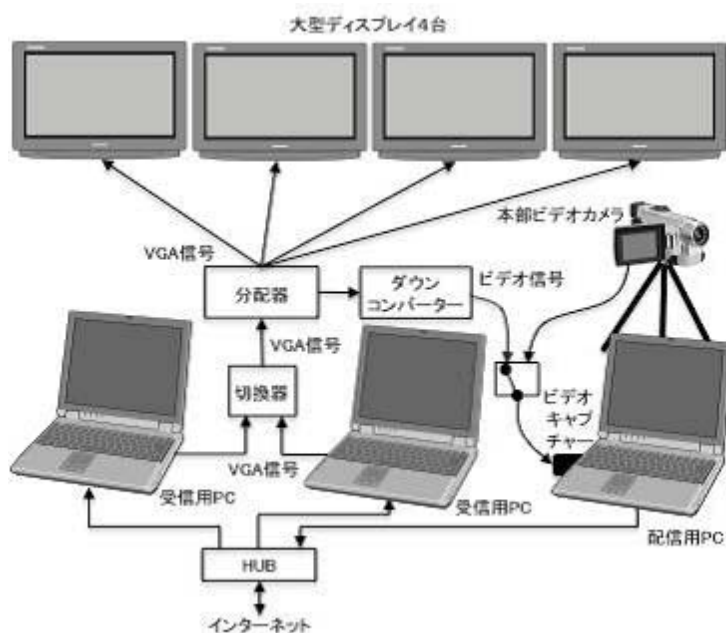 大型ディスプレイ4台
本部ビデオカメラ
VGA信号
分配器
ダウン
コンバーター
ビデオ信号
VGA信号
切換器
ビデオ
キャプ
チャー
VGA信号
受信用PC
受信用PC
配信用PC
HUB
インターネット